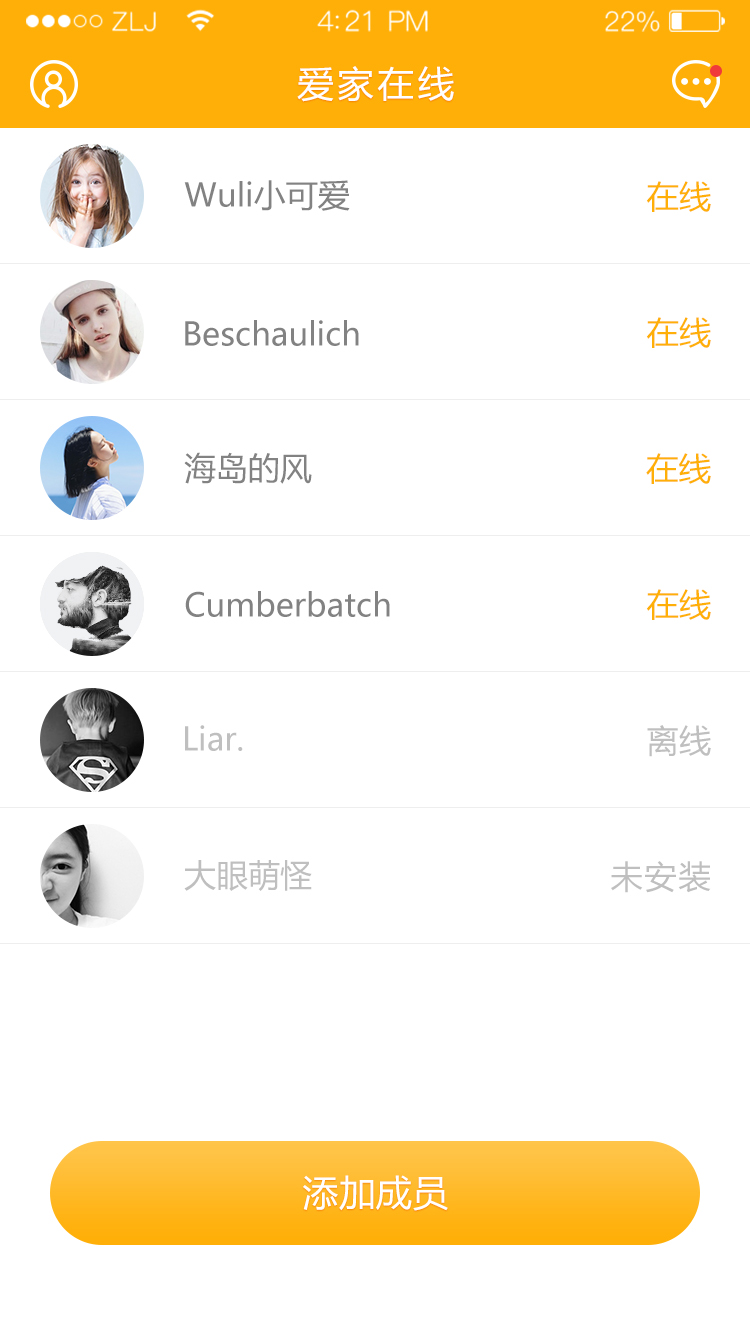 ZLJ 4:21 PM 22%
爱家在线
Wuli小可爱 在线
Beschaulich 在线
海岛的风 在线
Cumberbatch 在线
Liar. 离线
大眼萌怪 未安装
添加成员